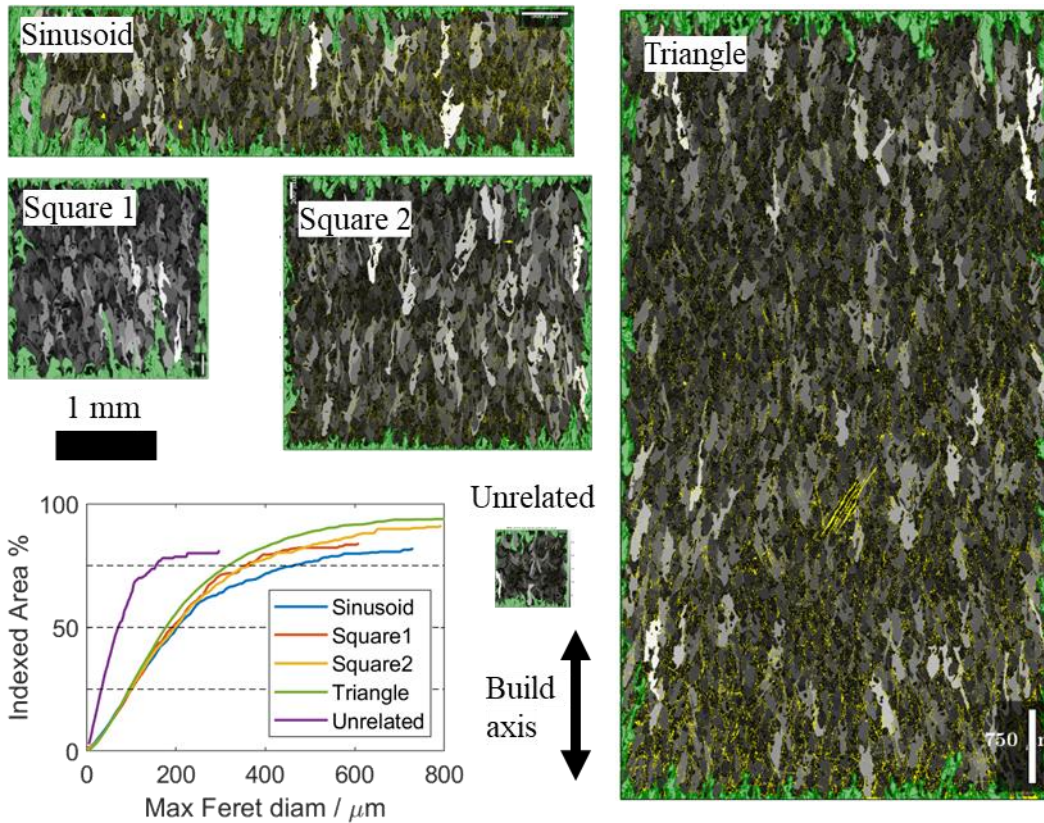 Sinusoid
Triangle
Square 1
Square 2
1 mm
Unrelated
100
75
50
25
0
0
200
400
600
800
Indexed Area %
Max Feret diam / μm
Sinusoid
Square1
Square2
Triangle
Unrelated
Build
axis
750